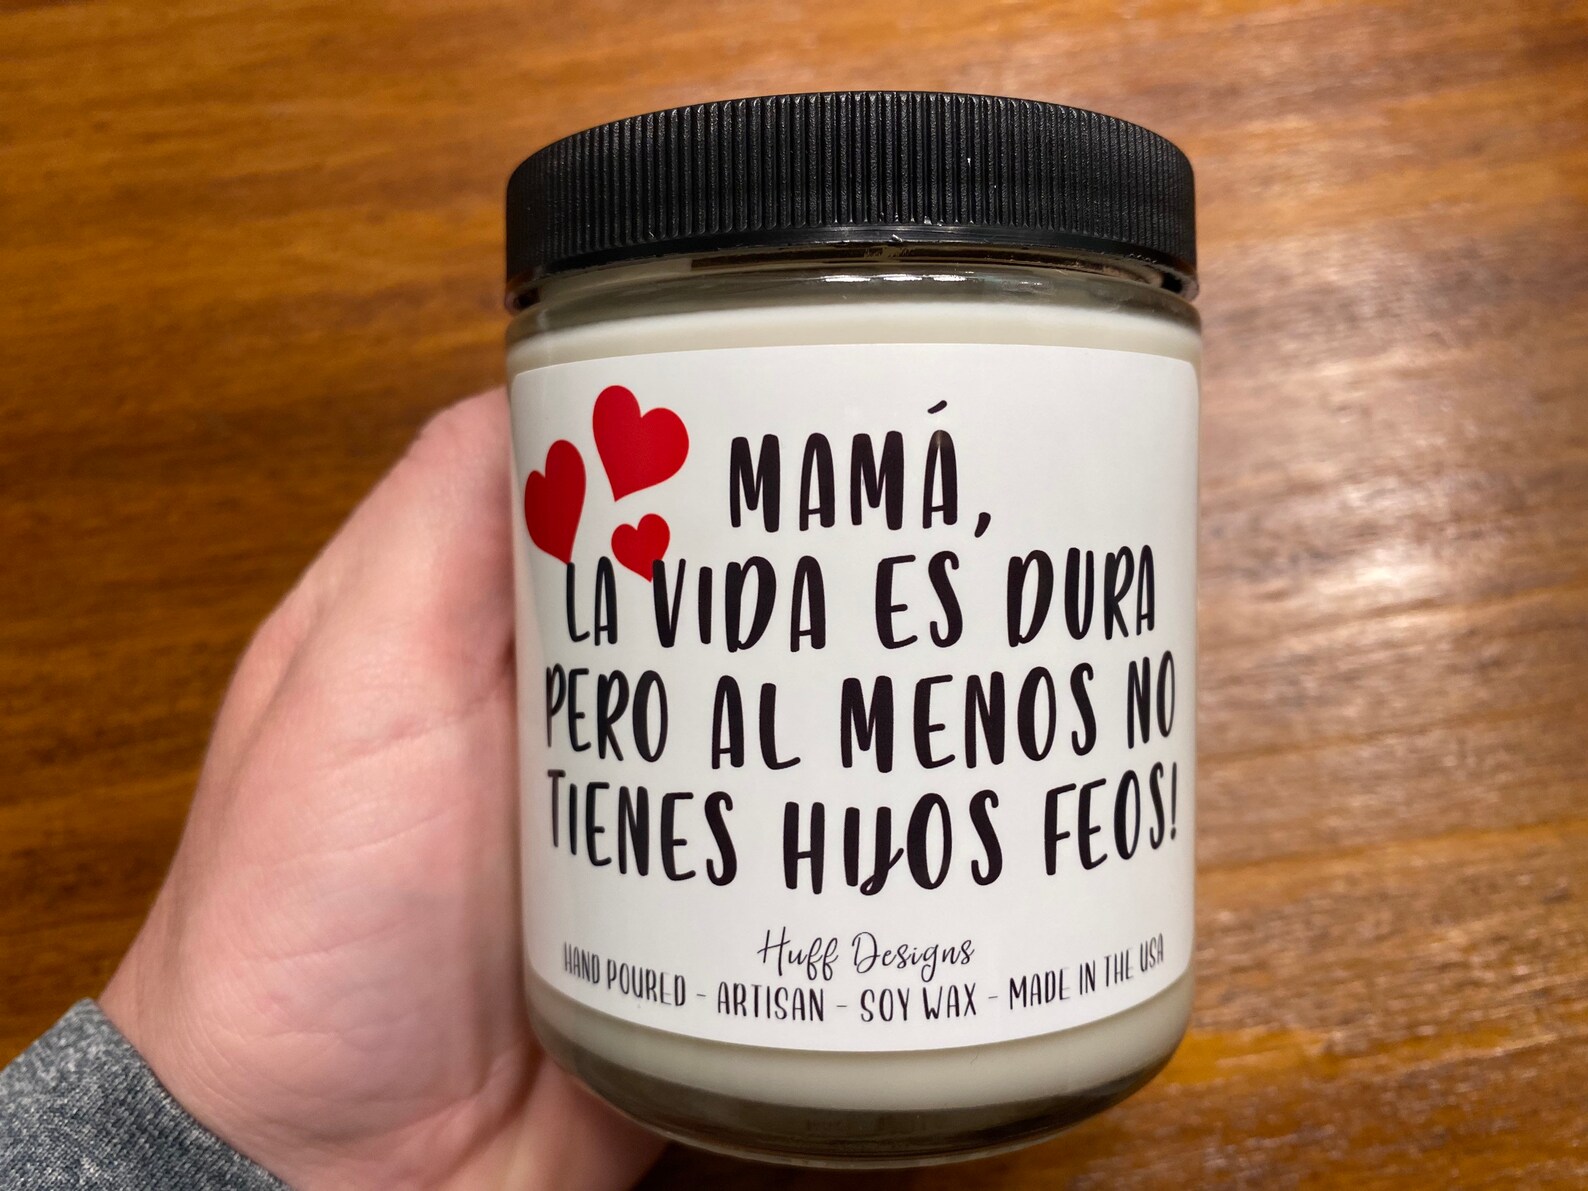 MAMÁ,
LA VIDA ES DURA
PERO AL MENOS NO
TIENES HIJOS FEOS!
Huff Designs
HAND POURED - ARTISAN - SOY WAX - MADE IN THE USA